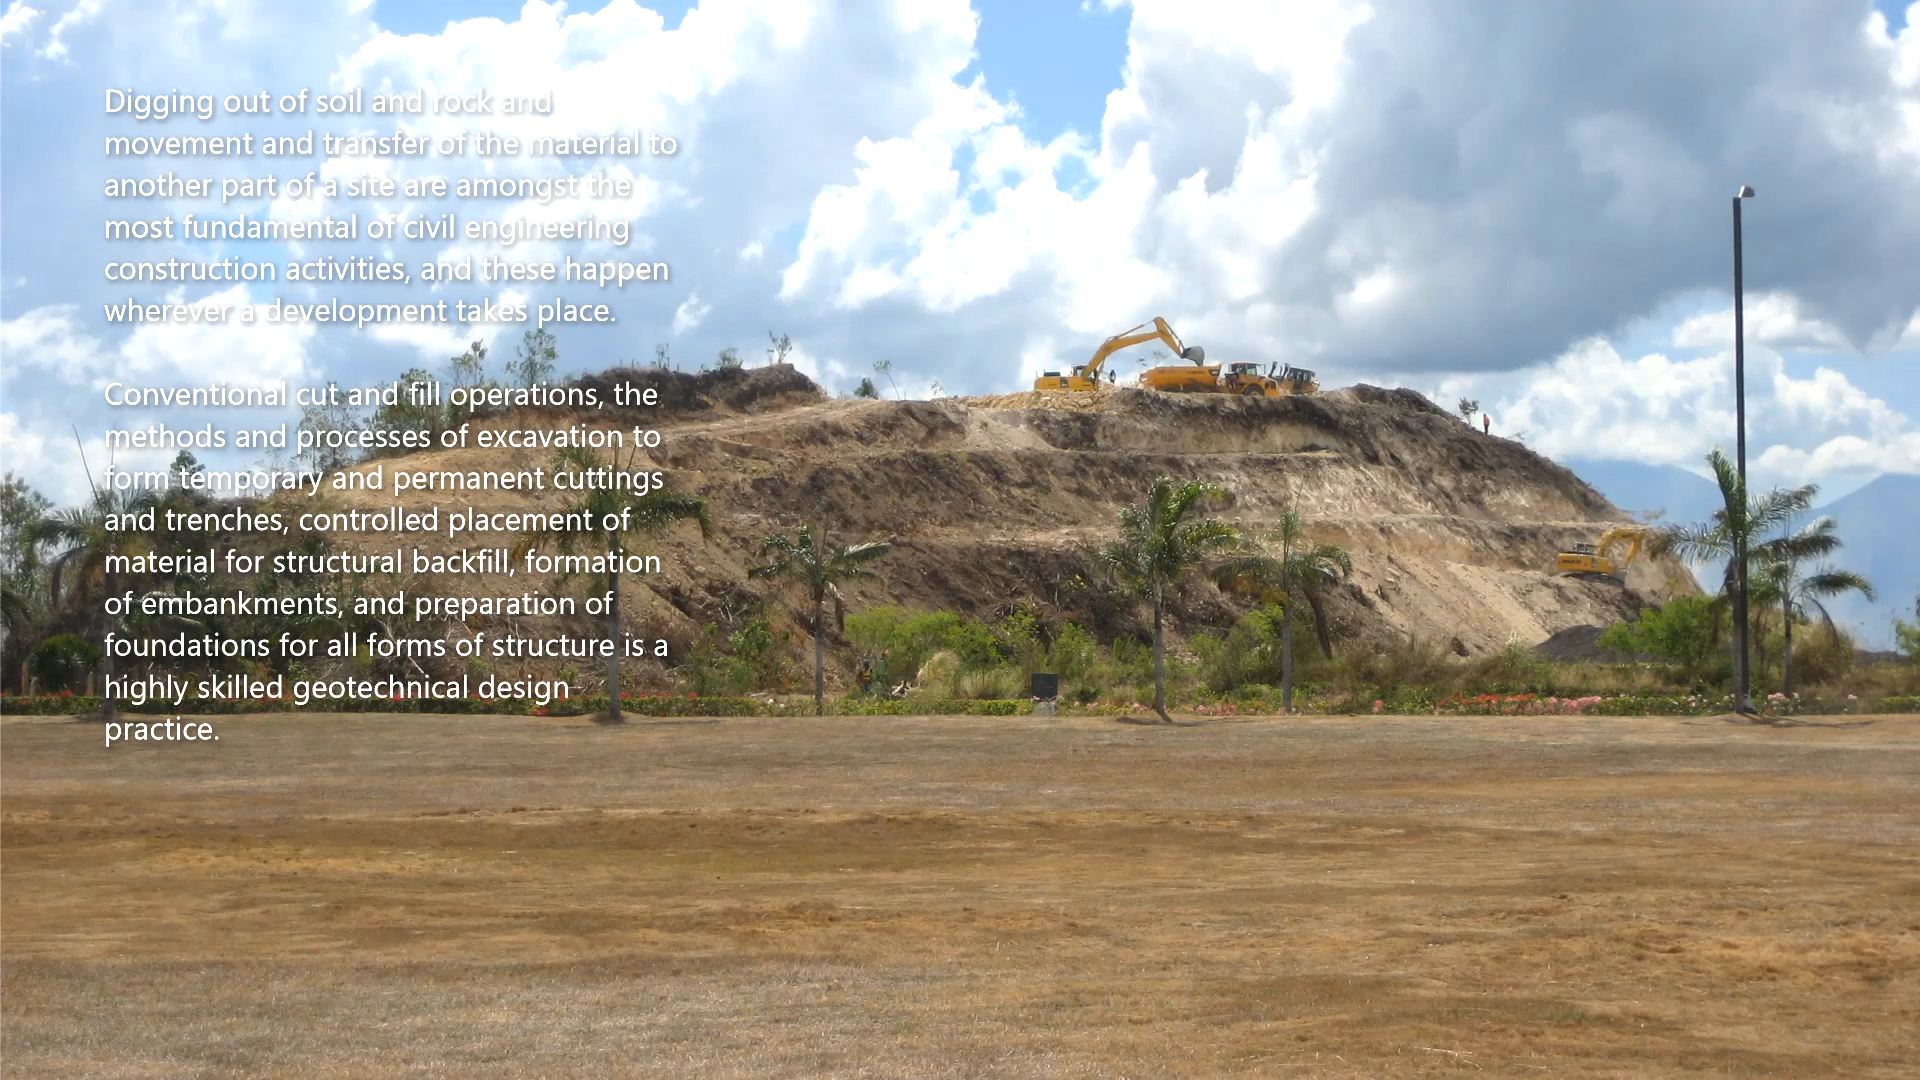 Digging out of soil and rock and
movement and transfer of the material to
another part of a site are amongst the
most fundamental of civil engineering
construction activities, and these happen
wherever a development takes place.
Conventional cut and fill operations, the
methods and processes of excavation to
form temporary and permanent cuttings
and trenches, controlled placement of
material for structural backfill, formation
of embankments, and preparation of
foundations for all forms of structure is a
highly skilled geotechnical design
practice.